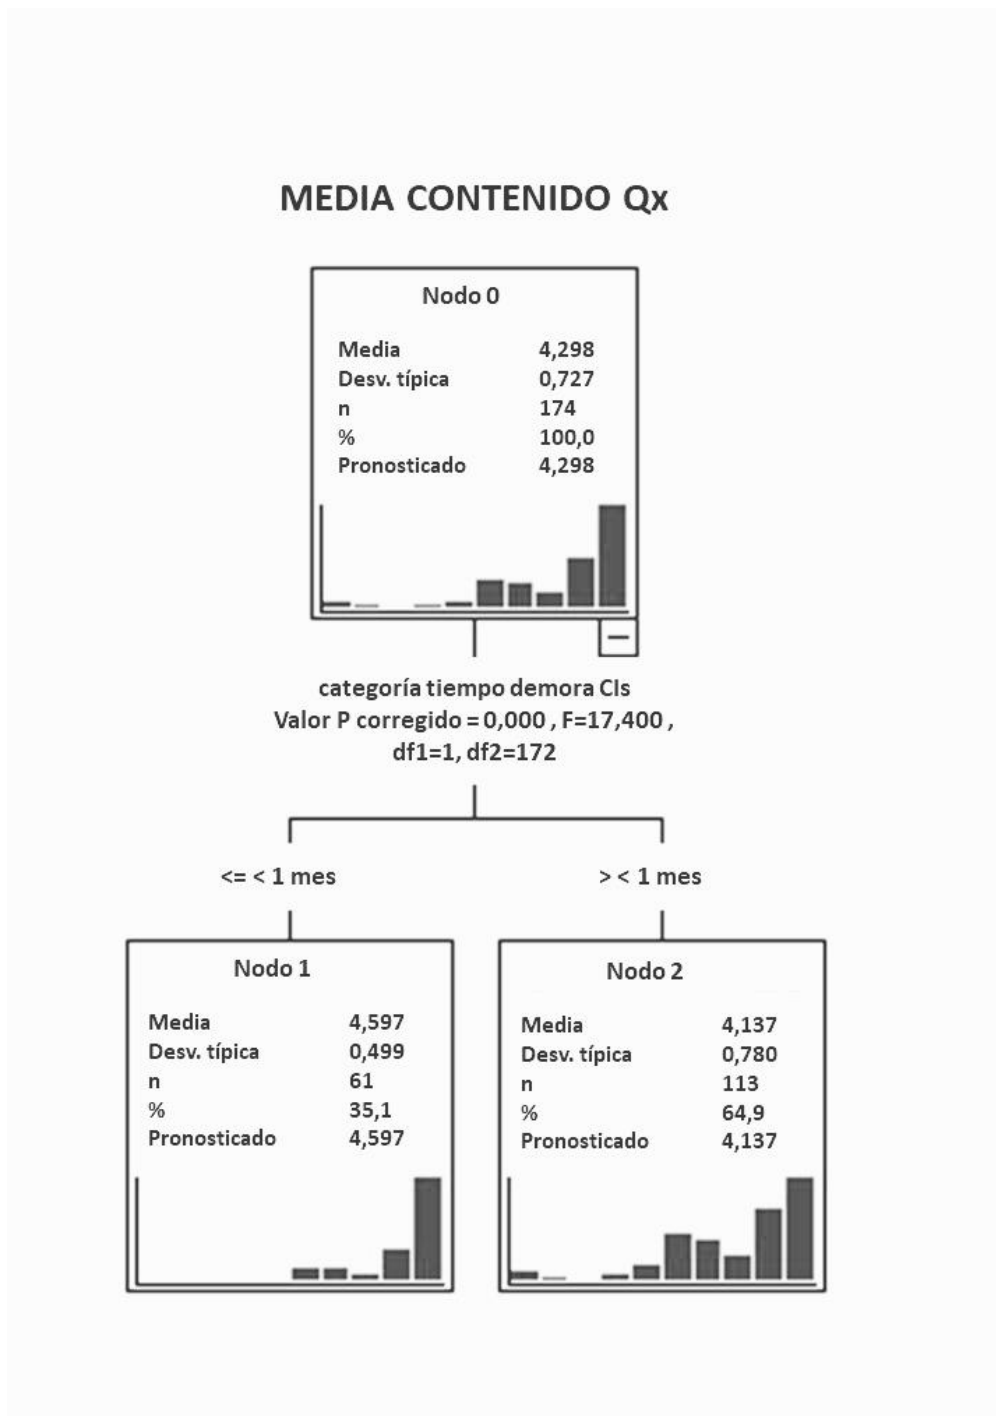 MEDIA CONTENIDO Qx
Nodo 0
Media 4,298
Desv. típica 0,727
n 174
% 100,0
Pronosticado 4,298
categoría tiempo demora CIs
Valor P corregido = 0,000 , F=17,400 ,
df1=1, df2=172
<= < 1 mes
> < 1 mes
Nodo 1
Media 4,597
Desv. típica 0,499
n 61
% 35,1
Pronosticado 4,597
Nodo 2
Media 4,137
Desv. típica 0,780
n 113
% 64,9
Pronosticado 4,137